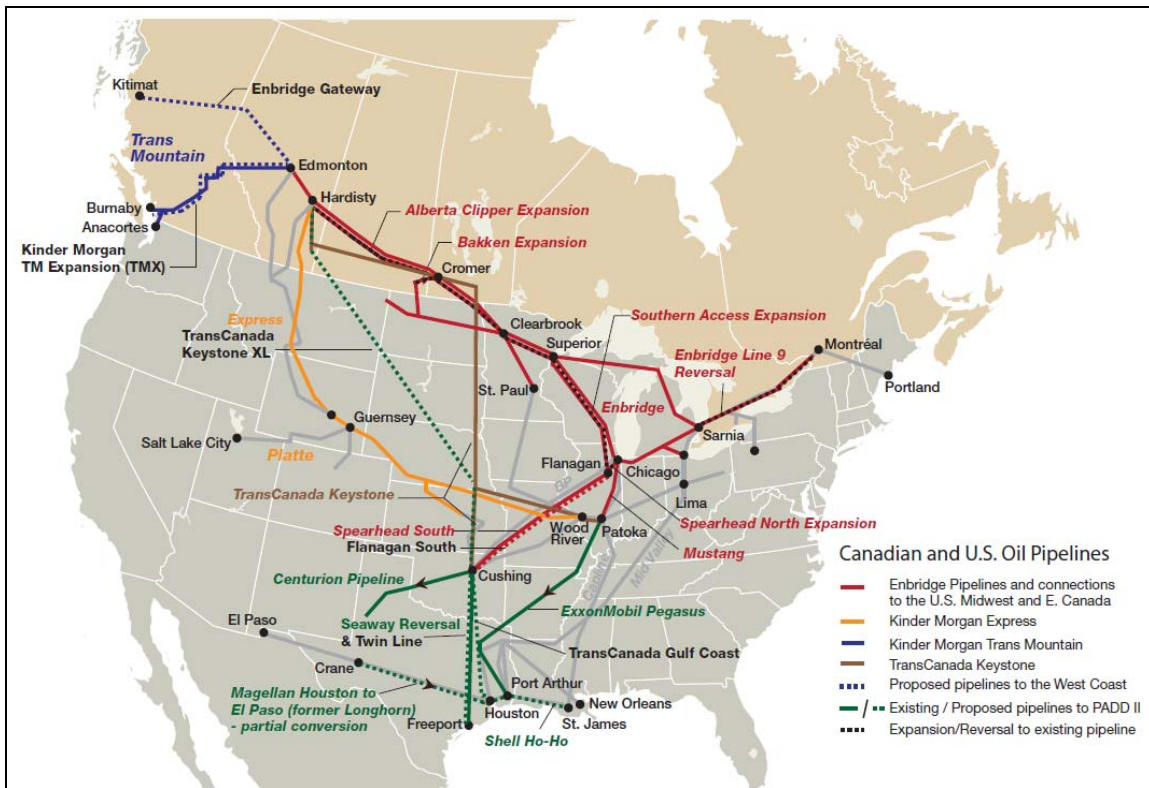 Kitimat
Enbridge Gateway
Trans
Mountain
Edmonton
Hardisty
Burnaby
Anacortes
Alberta Clipper Expansion
Kinder Morgan
TM Expansion (TMX)
Bakken Expansion
Cromer
Express
TransCanada
Keystone XL
Clearbrook
Superior
Southern Access Expansion
Enbridge Line 9
Reversal
Montréal
Portland
St. Paul
Enbridge
Sarnia
Guernsey
Salt Lake City
Platte
Flanagan
Chicago
BP
Lima
TransCanada Keystone
Spearhead South
Flanagan South
Wood
River
Patoka
Spearhead North Expansion
Mustang
Capline
Mid Valley
Cushing
Centurion Pipeline
ExxonMobil Pegasus
El Paso
Seaway Reversal
& Twin Line
TransCanada Gulf Coast
Crane
Magellan Houston to
El Paso (former Longhorn)
- partial conversion
Port Arthur
Houston
New Orleans
St. James
Freeport
Shell Ho-Ho
Canadian and U.S. Oil Pipelines
Enbridge Pipelines and connections
to the U.S. Midwest and E. Canada
Kinder Morgan Express
Kinder Morgan Trans Mountain
TransCanada Keystone
Proposed pipelines to the West Coast
/ Existing / Proposed pipelines to PADD II
Expansion/Reversal to existing pipeline